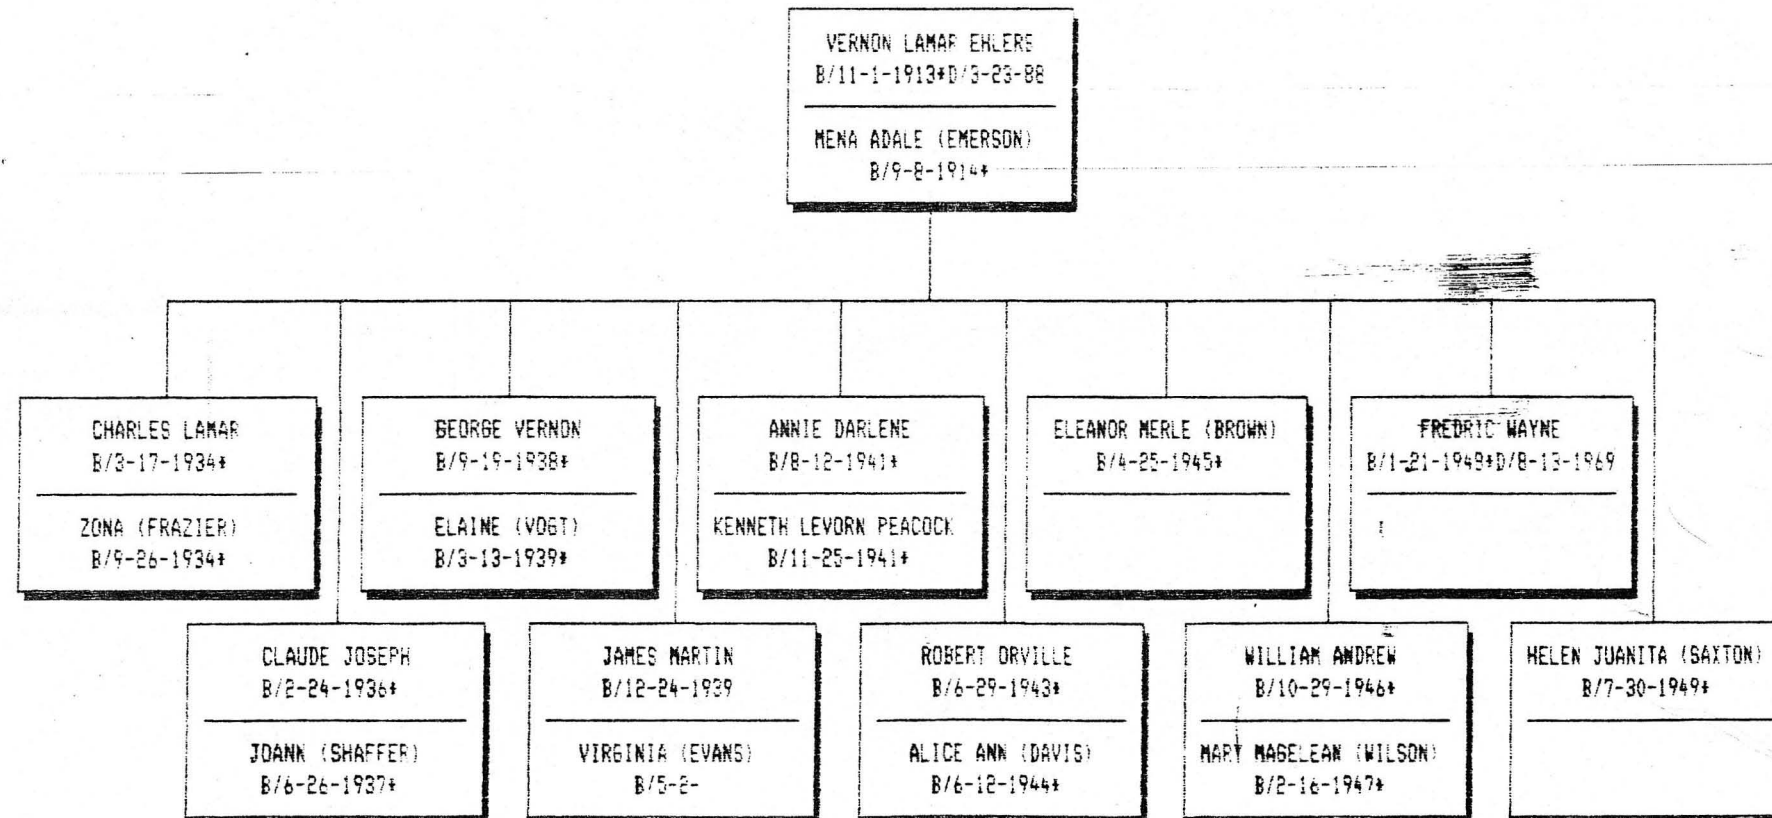 VERNON LAMAR EHLERS
B/11-1-1913*D/3-23-88
MENA ADALE (EMERSON)
B/9-8-1914*
CHARLES LAMAR
B/3-17-1934*
ZONA (FRAZIER)
B/9-26-1934*
GEORGE VERNON
B/9-19-1938*
ELAINE (VOGT)
B/3-13-1939*
ANNIE DARLENE
B/8-12-1941*
KENNETH LEVORN PEACOCK
B/11-25-1941*
ELEANOR MERLE (BROWN)
B/4-25-1945*
FREDRIC WAYNE
B/1-21-1948*D/8-13-1969
CLAUDE JOSEPH
B/2-24-1936*
JOANN (SHAFFER)
B/6-26-1937*
JAMES MARTIN
B/12-24-1939
VIRGINIA (EVANS)
B/5-2-
ROBERT ORVILLE
B/6-29-1943*
ALICE ANN (DAVIS)
B/6-12-1944*
WILLIAM ANDREW
B/10-29-1946*
MARY MAGELEAN (WILSON)
B/2-16-1947*
HELEN JUANITA (SAXTON)
B/7-30-1949*